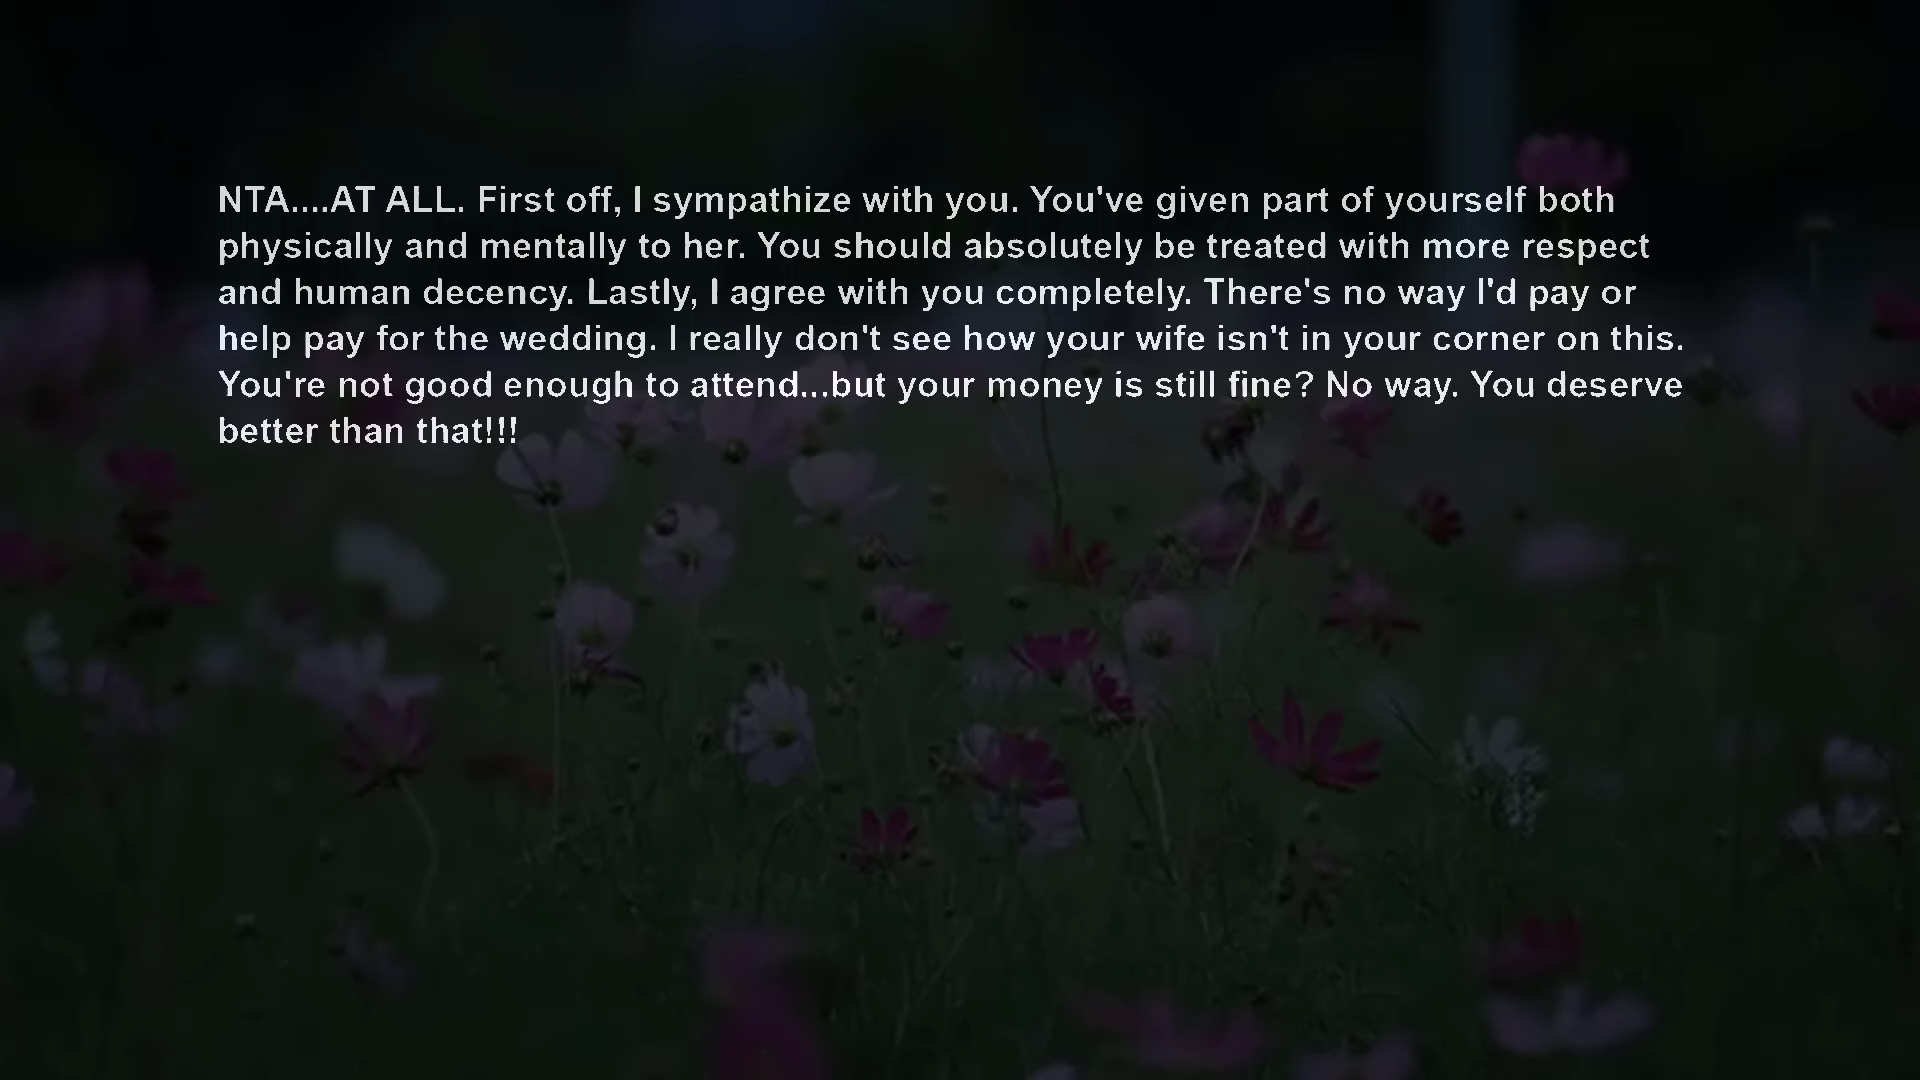 NTA....AT ALL. First off, I sympathize with you. You've given part of yourself both
physically and mentally to her. You should absolutely be treated with more respect
and human decency. Lastly, I agree with you completely. There's no way I'd pay or
help pay for the wedding. I really don't see how your wife isn't in your corner on this.
You're not good enough to attend...but your money is still fine? No way. You deserve
better than that!!!